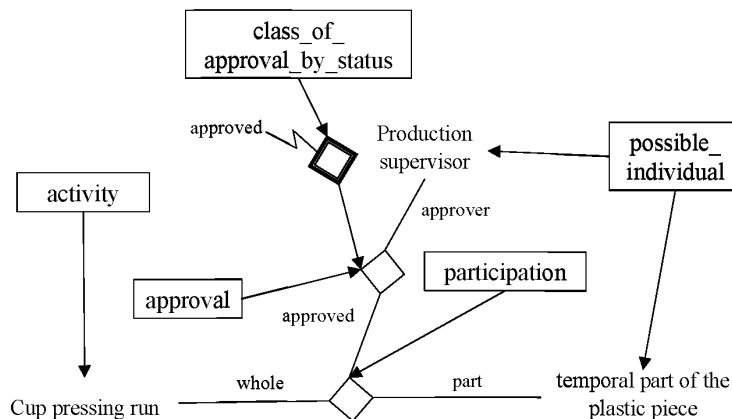 class_of_
approval_by_status
approved
Production
supervisor
possible_
individual
activity
approver
participation
approval
approved
whole
part
Cup pressing run
temporal part of the
plastic piece